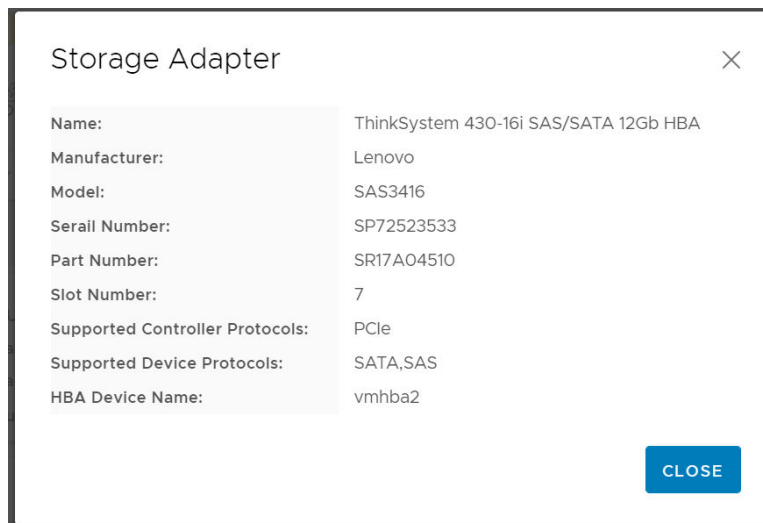 Storage Adapter
Name: ThinkSystem 430-16i SAS/SATA 12Gb HBA
Manufacturer: Lenovo
Model: SAS3416
Serail Number: SP72523533
Part Number: SR17A04510
Slot Number: 7
Supported Controller Protocols: PCIe
Supported Device Protocols: SATA,SAS
HBA Device Name: vmhba2
CLOSE